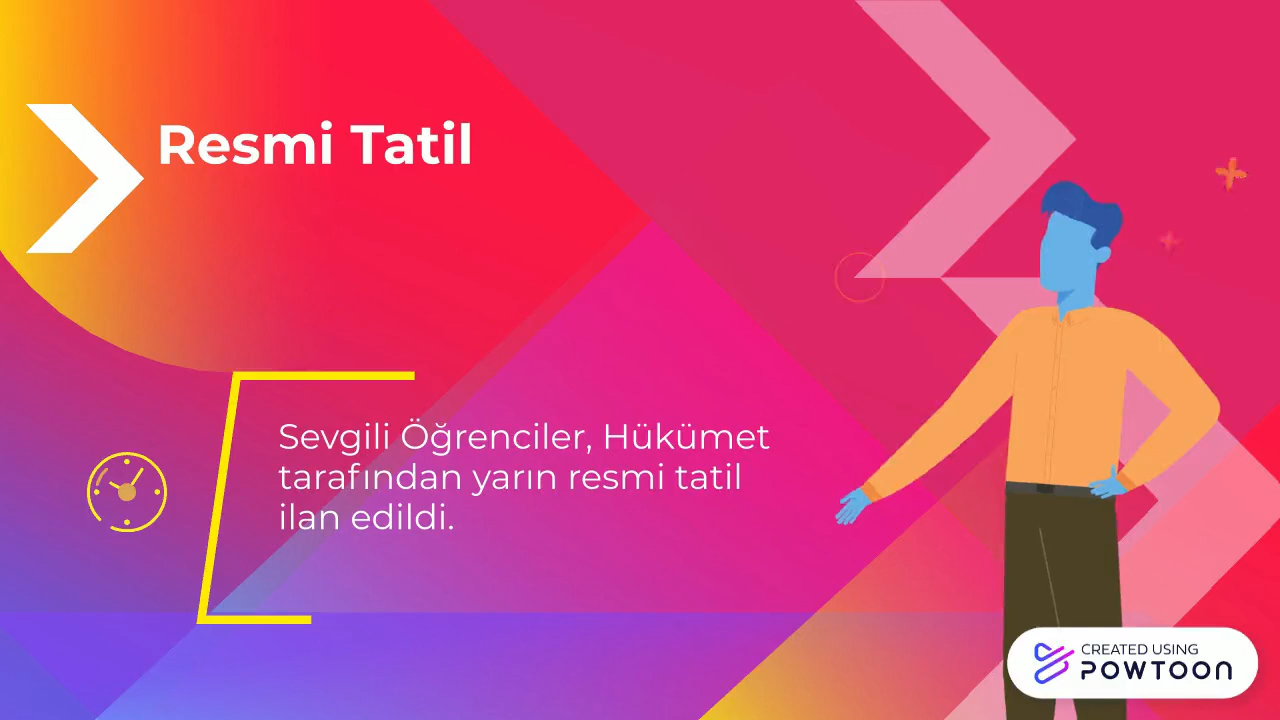 Resmi Tatil
Sevgili Öğrenciler, Hükümet
tarafından yarın resmi tatil
ilan edildi.
CREATED USING
POWTOON